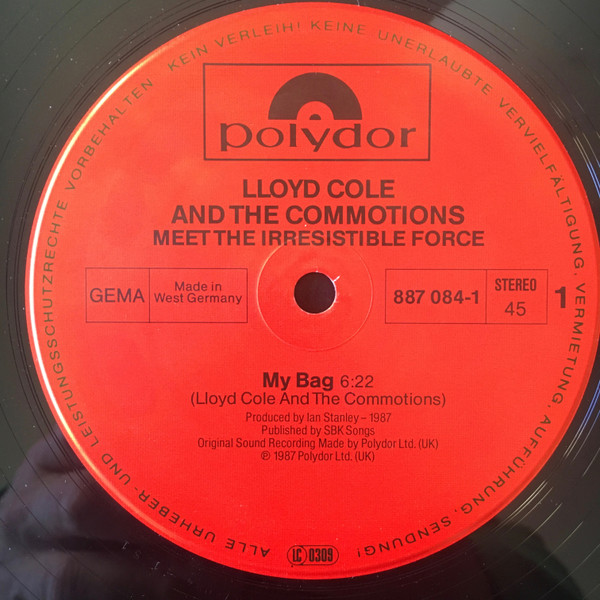 ALLE URHEBER- UND LEISTUNGSSCHUTZRECHTE VORBEHALTEN KEIN VERLEIH! KEINE UNERLAUBTE VERVIELFÄLTIGUNG, VERMIETUNG, AUFFÜHRUNG, SENDUNG!
polydor
LLOYD COLE
AND THE COMMOTIONS
MEET THE IRRESISTIBLE FORCE
GEMA
Made in
West Germany
887 084-1
STEREO
45
1
My Bag 6:22
(Lloyd Cole And The Commotions)
Produced by Ian Stanley – 1987
Published by SBK Songs
Original Sound Recording Made by Polydor Ltd. (UK)
℗ 1987 Polydor Ltd. (UK)
LC 0309